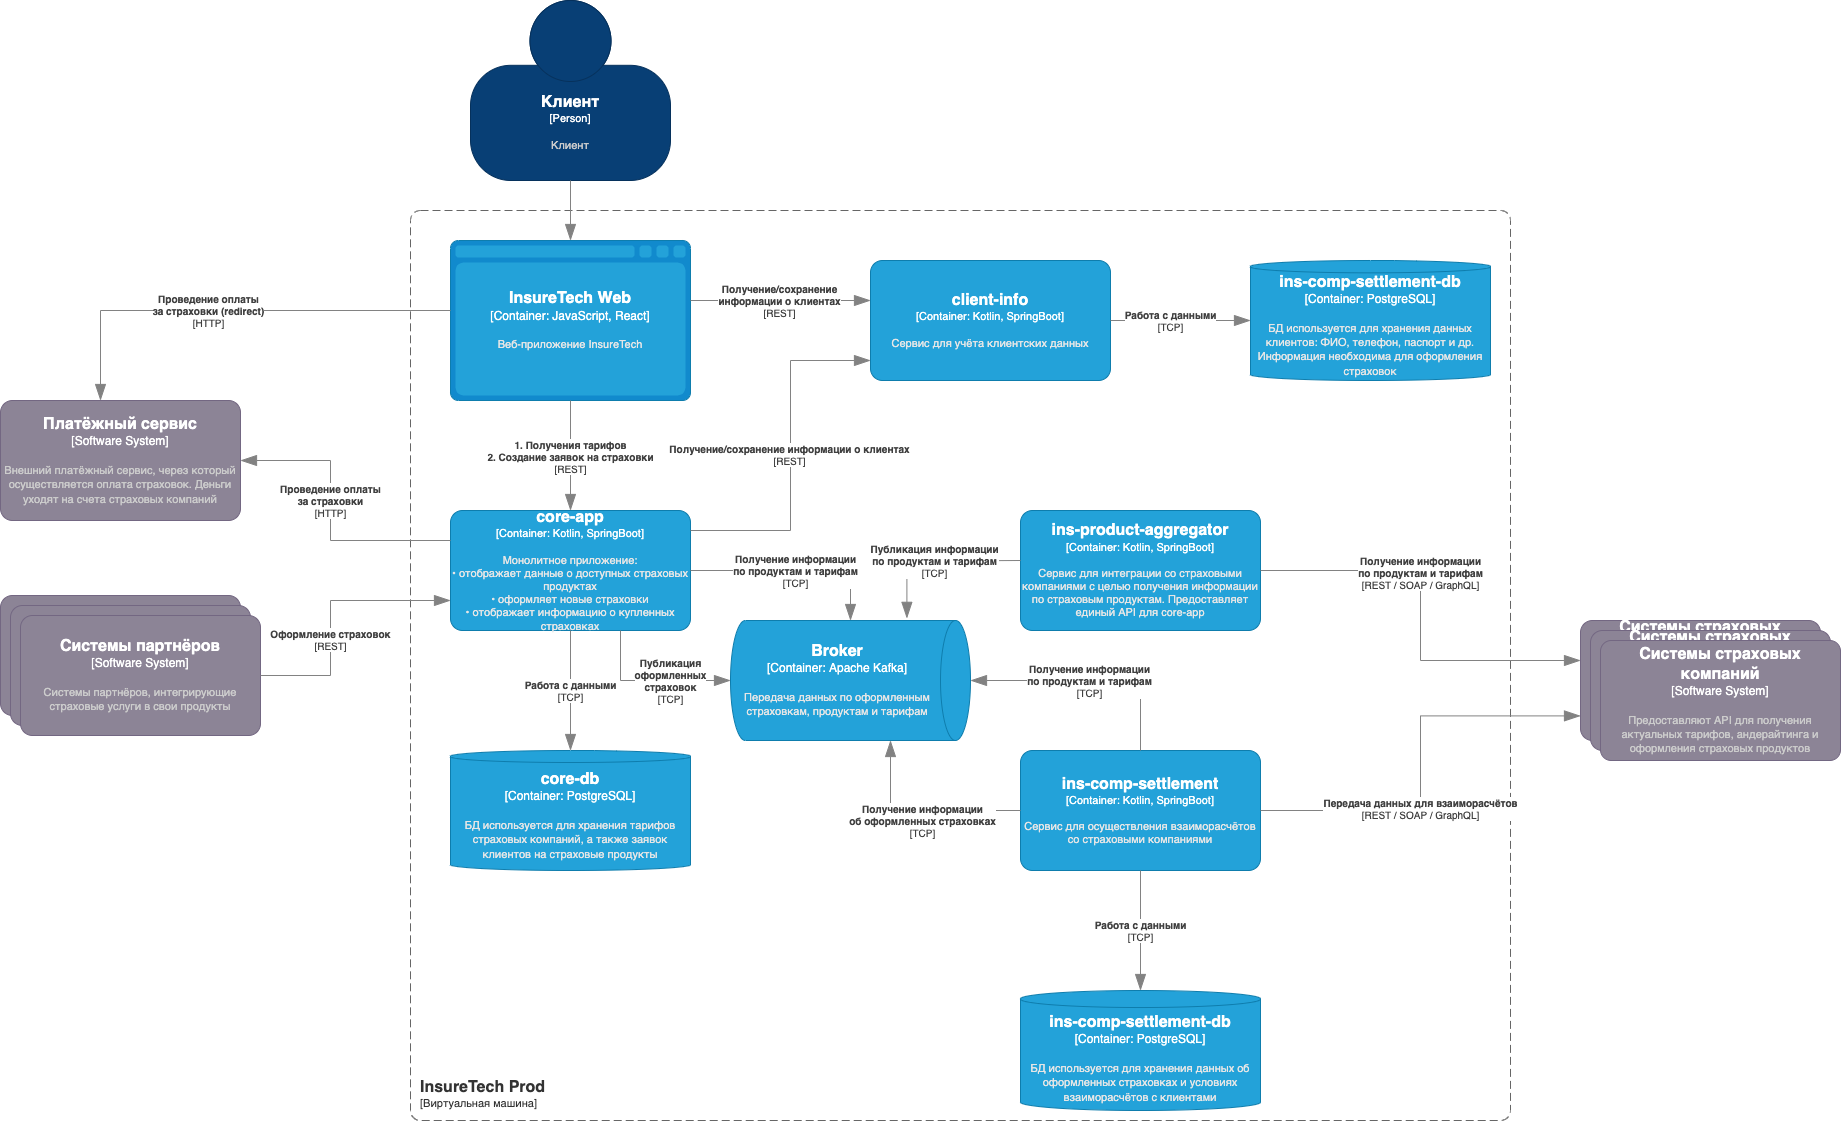 Клиент
[Person]
Клиент
InsureTech Web
[Container: JavaScript, React]
Веб-приложение InsureTech
Получение/сохранение
информации о клиентах
[REST]
client-info
[Container: Kotlin, SpringBoot]
Сервис для учёта клиентских данных
Работа с данными
[TCP]
ins-comp-settlement-db
[Container: PostgreSQL]
БД используется для хранения данных
клиентов: ФИО, телефон, паспорт и др.
Информация необходима для оформления
страховок
Проведение оплаты
за страховки (redirect)
[HTTP]
Платёжный сервис
[Software System]
Внешний платёжный сервис, через который
осуществляется оплата страховок. Деньги
уходят на счета страховых компаний
1. Получения тарифов
2. Создание заявок на страховки
[REST]
Получение/сохранение информации о клиентах
[REST]
Проведение оплаты
за страховки
[HTTP]
core-app
[Container: Kotlin, SpringBoot]
Монолитное приложение:
• отображает данные о доступных страховых
продуктах
• оформляет новые страховки
• отображает информацию о купленных
страховках
Получение информации
по продуктам и тарифам
[TCP]
Публикация информации
по продуктам и тарифам
[TCP]
ins-product-aggregator
[Container: Kotlin, SpringBoot]
Сервис для интеграции со страховыми
компаниями с целью получения информации
по страховым продуктам. Предоставляет
единый API для core-app
Получение информации
по продуктам и тарифам
[REST / SOAP / GraphQL]
Системы партнёров
[Software System]
Системы партнёров, интегрирующие
страховые услуги в свои продукты
Оформление страховок
[REST]
Работа с данными
[TCP]
Публикация
оформленных
страховок
[TCP]
Broker
[Container: Apache Kafka]
Передача данных по оформленным
страховкам, продуктам и тарифам
Получение информации
по продуктам и тарифам
[TCP]
Системы страховых
Системы страховых
Системы страховых
компаний
[Software System]
Предоставляют API для получения
актуальных тарифов, андерайтинга и
оформления страховых продуктов
core-db
[Container: PostgreSQL]
БД используется для хранения тарифов
страховых компаний, а также заявок
клиентов на страховые продукты
Получение информации
об оформленных страховках
[TCP]
ins-comp-settlement
[Container: Kotlin, SpringBoot]
Сервис для осуществления взаиморасчётов
со страховыми компаниями
Передача данных для взаиморасчётов
[REST / SOAP / GraphQL]
Работа с данными
[TCP]
ins-comp-settlement-db
[Container: PostgreSQL]
БД используется для хранения данных об
оформленных страховках и условиях
взаиморасчётов с клиентами
InsureTech Prod
[Виртуальная машина]